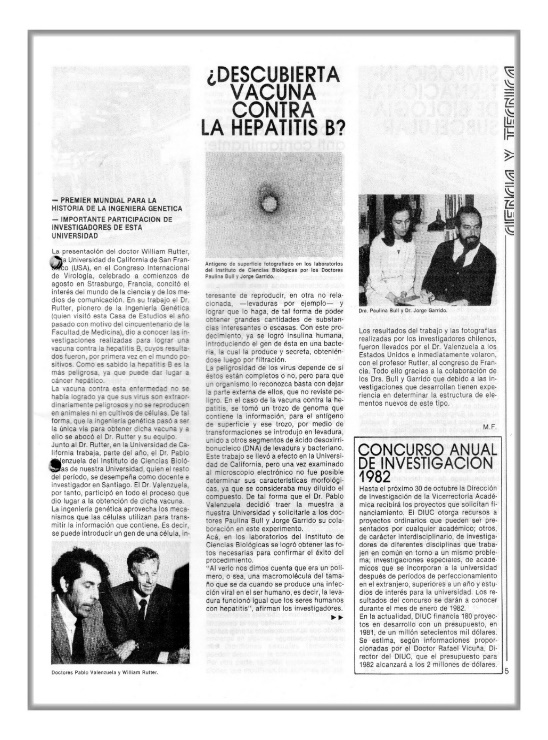 ¿DESCUBIERTA
VACUNA
CONTRA
LA HEPATITIS B?
— PREMIER MUNDIAL PARA LA
HISTORIA DE LA INGENIERA GENETICA
— IMPORTANTE PARTICIPACION DE
INVESTIGADORES DE ESTA
UNIVERSIDAD
La presentación del doctor William Rutter,
la Universidad de California de San Fran-
(USA), en el Congreso Internacional
de Virología, celebrado a comienzos de
agosto en Strasburgo, Francia, concitó el
interés del mundo de la ciencia y de los me-
dios de comunicación. En su trabajo el Dr.
Rutter, pionero de la Ingeniería Genética
(quien visitó esta Casa de Estudios el año
pasado con motivo del cincuentenario de la
Facultad de Medicina), dio a conocer las in-
vestigaciones realizadas para lograr una
vacuna contra la hepatitis B, cuyos resulta-
dos fueron, por primera vez en el mundo po-
sitivos. Como es sabido la hepatitis B es la
más peligrosa, ya que puede dar lugar a
cáncer hepático.
La vacuna contra esta enfermedad no se
había logrado ya que sus virus son extraor-
dinariamente peligrosos y no se reproducen
en animales ni en cultivos de células. De tal
forma, que la ingeniería genética pasó a ser
la única vía para obtener dicha vacuna y a
ello se abocó el Dr. Rutter y su equipo.
Junto al Dr. Rutter, en la Universidad de Ca-
lifornia trabaja, parte del año, el Dr. Pablo
Valenzuela del Instituto de Ciencias Bioló-
de nuestra Universidad, quien el resto
del período, se desempeña como docente e
investigador en Santiago. El Dr. Valenzuela,
por tanto, participó en todo el proceso que
dio lugar a la obtención de dicha vacuna.
La ingeniería genética aprovecha los meca-
nismos que las células utilizan para trans-
mitir la información que contiene. Es decir,
se puede introducir un gen de una célula, in-
Doctores Pablo Valenzuela y William Rutter.
Antígeno de superficie fotografiado en los laboratorios
del Instituto de Ciencias Biológicas por los Doctores
Paulina Bull y Jorge Garrido.
teresante de reproducir, en otra no rela-
cionada, —levaduras por ejemplo— y
lograr que lo haga, de tal forma de poder
obtener grandes cantidades de substan-
cias interesantes o escasas. Con este pro-
cedimiento, ya se logró insulina humana,
introduciendo el gen de ésta en una bacte-
ria, la cual la produce y secreta, obtenién-
dose luego por filtración.
La peligrosidad de los virus depende de si
éstos están completos o no, pero para que
un organismo lo reconozca basta con dejar
la parte externa de ellos, que no reviste pe-
ligro. En el caso de la vacuna contra la he-
patitis, se tomó un trozo de genoma que
contiene la información, para el antígeno
de superficie y ese trozo, por medio de
transformaciones se introdujo en levadura,
unido a otros segmentos de ácido desoxirri-
bonucleico (DNA) de levadura y bacteriano.
Este trabajo se llevó a efecto en la Universi-
dad de California, pero una vez examinado
al microscopio electrónico no fue posible
determinar sus características morfológi-
cas, ya que se consideraba muy diluido el
compuesto. De tal forma que el Dr. Pablo
Valenzuela decidió traer la muestra a
nuestra Universidad y solicitarle a los doc-
tores Paulina Bull y Jorge Garrido su cola-
boración en este experimento.
Acá, en los laboratorios del Instituto de
Ciencias Biológicas se logró obtener las fo-
tos necesarias para confirmar el éxito del
procedimiento.
"Al verlo nos dimos cuenta que era un polí-
mero, o sea, una macromolécula del tama-
ño que se da cuando se produce una infec-
ción viral en el ser humano, es decir, la leva-
dura funcionó igual que los seres humanos
con hepatitis", afirman los investigadores.
Dra. Paulina Bull y Dr. Jorge Garrido.
Los resultados del trabajo y las fotografías
realizadas por los investigadores chilenos,
fueron llevados por el Dr. Valenzuela a los
Estados Unidos e inmediatamente volaron,
con el profesor Rutter, al congreso de Fran-
cia. Todo ello gracias a la colaboración de
los Drs. Bull y Garrido que debido a las in-
vestigaciones que desarrollan tienen expe-
riencia en determinar la estructura de ele-
mentos nuevos de este tipo.
M.F.
CONCURSO ANUAL
DE INVESTIGACION
1982
Hasta el próximo 30 de octubre la Dirección
de Investigación de la Vicerrectoría Acadé-
mica recibirá los proyectos que solicitan fi-
nanciamiento. El DIUC otorga recursos a
proyectos ordinarios que pueden ser pre-
sentados por cualquier académico; otros,
de carácter interdisciplinario, de investiga-
dores de diferentes disciplinas que traba-
jen en común en torno a un mismo proble-
ma; investigaciones especiales, de acadé-
micos que se incorporan a la universidad
después de períodos de perfeccionamiento
en el extranjero, superiores a un año y estu-
dios de interés para la universidad. Los re-
sultados del concurso se darán a conocer
durante el mes de enero de 1982.
En la actualidad, DIUC financia 180 proyec-
tos en desarrollo con un presupuesto, en
1981, de un millón setecientos mil dólares.
Se estima, según informaciones propor-
cionadas por el Doctor Rafael Vicuña, Di-
rector del DIUC, que el presupuesto para
1982 alcanzará a los 2 millones de dólares.
CIENCIA Y TECNICA
5